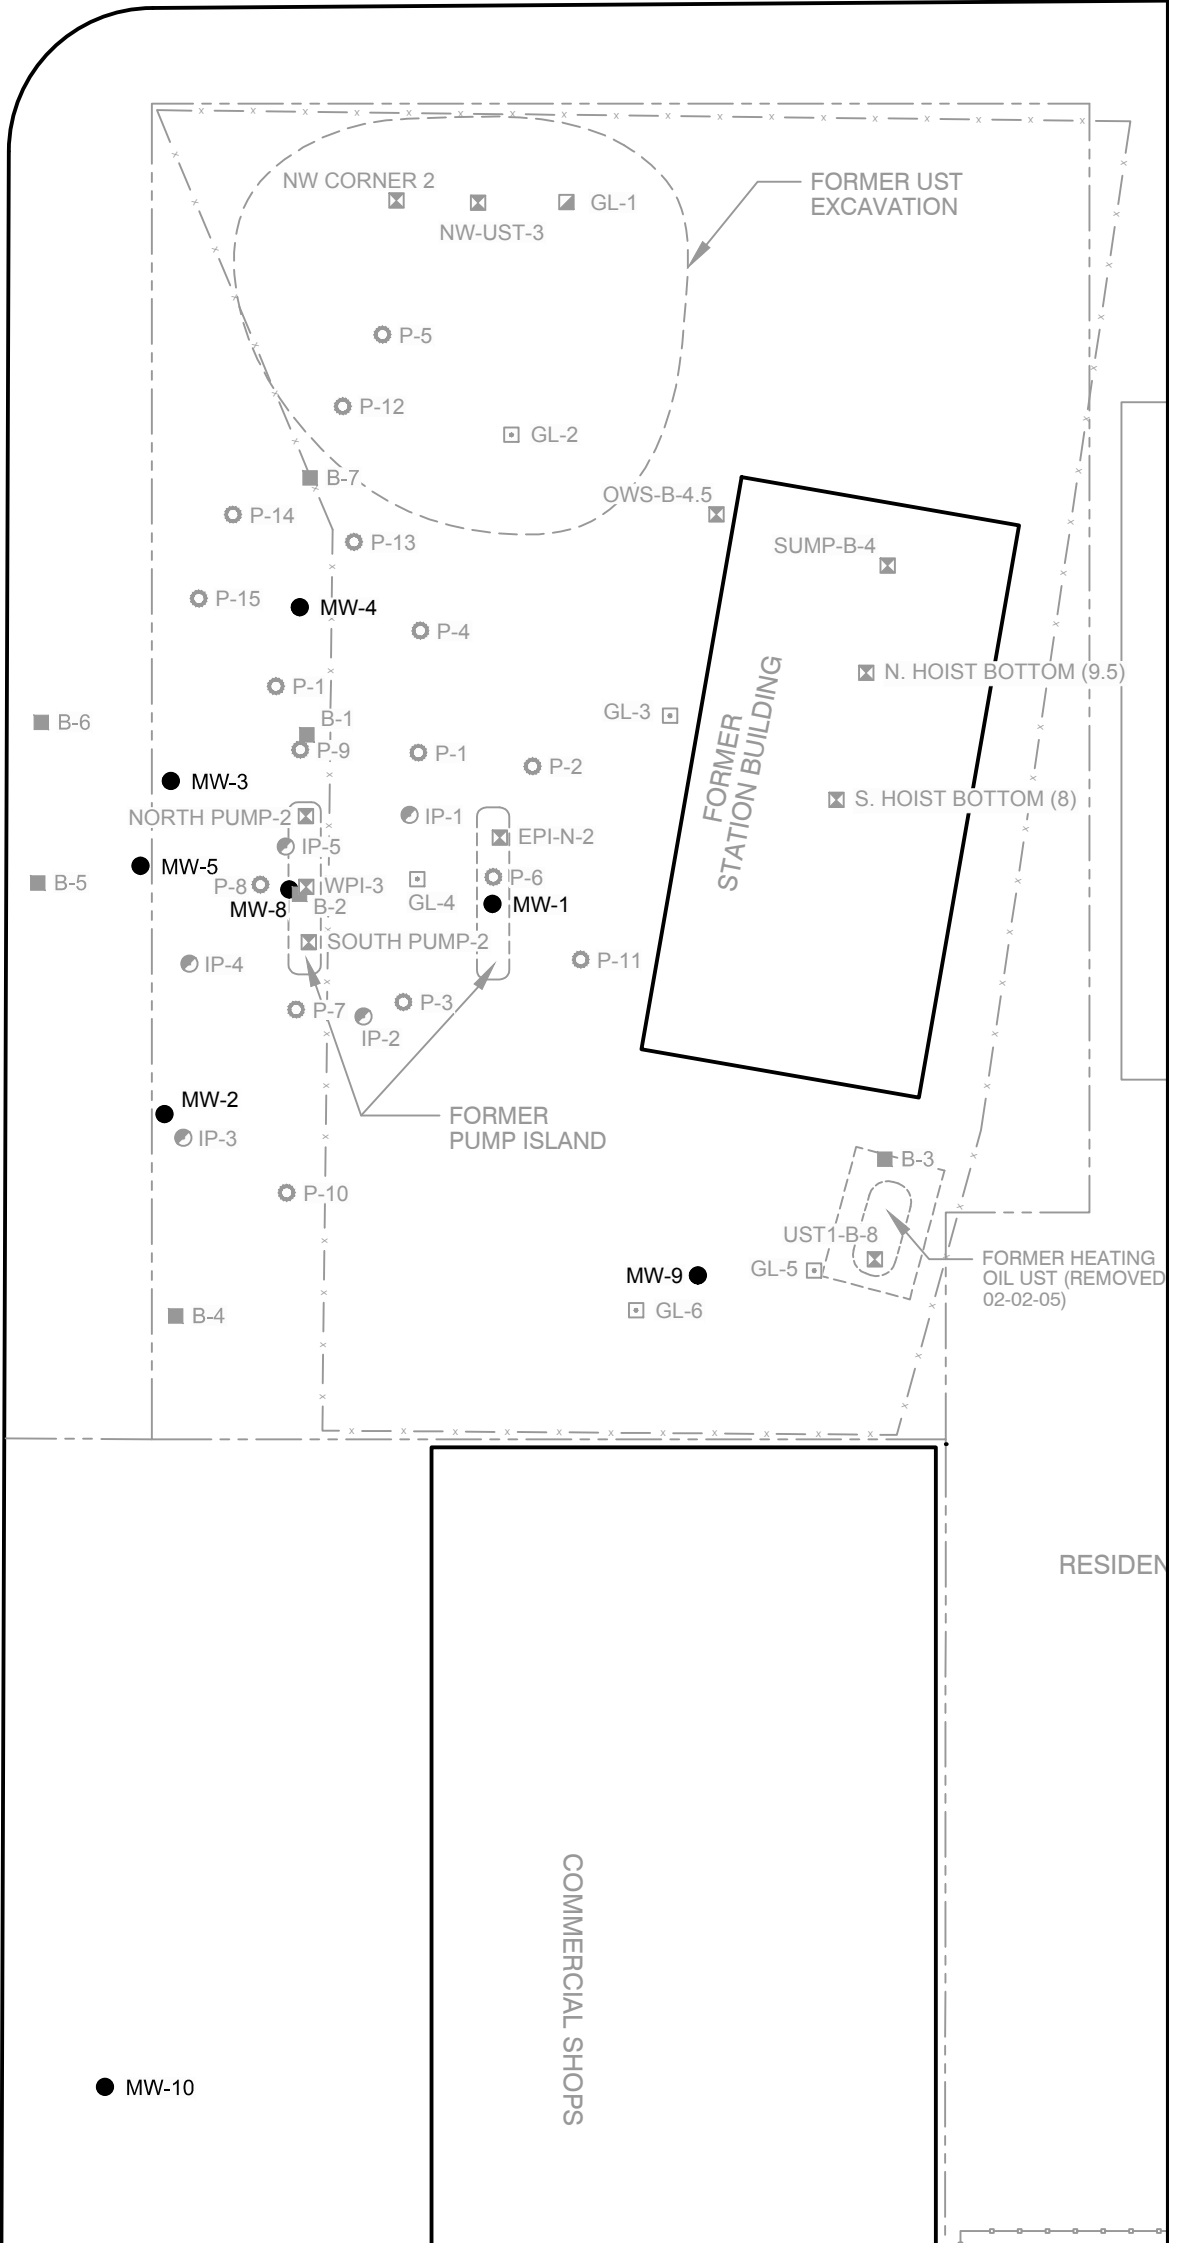 NW CORNER 2
NW-UST-3
GL-1
FORMER UST
EXCAVATION
P-5
P-12
GL-2
B-7
OWS-B-4.5
P-14
P-13
SUMP-B-4
P-15
MW-4
P-4
N. HOIST BOTTOM (9.5)
P-1
GL-3
B-6
B-1
P-9
P-1
P-2
FORMER
STATION BUILDING
MW-3
S. HOIST BOTTOM (8)
NORTH PUMP-2
IP-1
IP-5
EPI-N-2
MW-5
B-5
P-8
WPI-3
P-6
GL-4
MW-8
B-2
MW-1
SOUTH PUMP-2
IP-4
P-11
P-7
P-3
IP-2
MW-2
FORMER
PUMP ISLAND
IP-3
B-3
P-10
UST1-B-8
MW-9
GL-5
FORMER HEATING
OIL UST (REMOVED
02-02-05)
GL-6
B-4
RESIDEN
COMMERCIAL SHOPS
MW-10